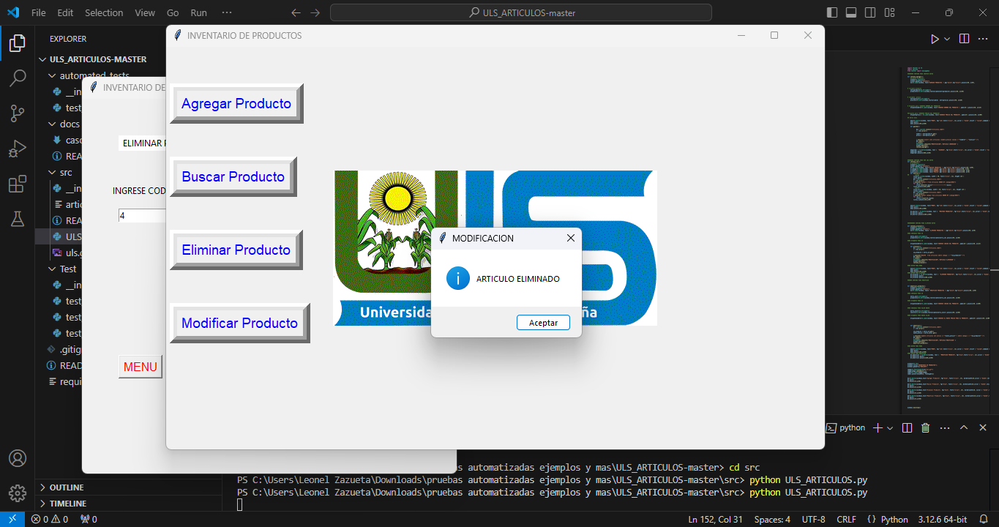 File Edit Selection View Go Run ··· ULS_ARTICULOS-master
EXPLORER
ULS_ARTICULOS-MASTER
automated_tests
__in
test
docs
casc
REA
src
__in
artic
REA
ULS
uls.g
Test
__in
test
test
test
.gitig
READ
requi
OUTLINE
TIMELINE
INVENTARIO DE
ELIMINAR P
INGRESE COD
4
MENU
INVENTARIO DE PRODUCTOS
Agregar Producto
Buscar Producto
Eliminar Producto
Modificar Producto
Universida
ña
MODIFICACION
ARTICULO ELIMINADO
Aceptar
python
as automatizadas ejemplos y mas\ULS_ARTICULOS-master> cd src
PS C:\Users\Leonel Zazueta\Downloads\pruebas automatizadas ejemplos y mas\ULS_ARTICULOS-master\src> python ULS_ARTICULOS.py
PS C:\Users\Leonel Zazueta\Downloads\pruebas automatizadas ejemplos y mas\ULS_ARTICULOS-master\src> python ULS_ARTICULOS.py
0 0 0 Ln 152, Col 31 Spaces: 4 UTF-8 CRLF {} Python 3.12.6 64-bit